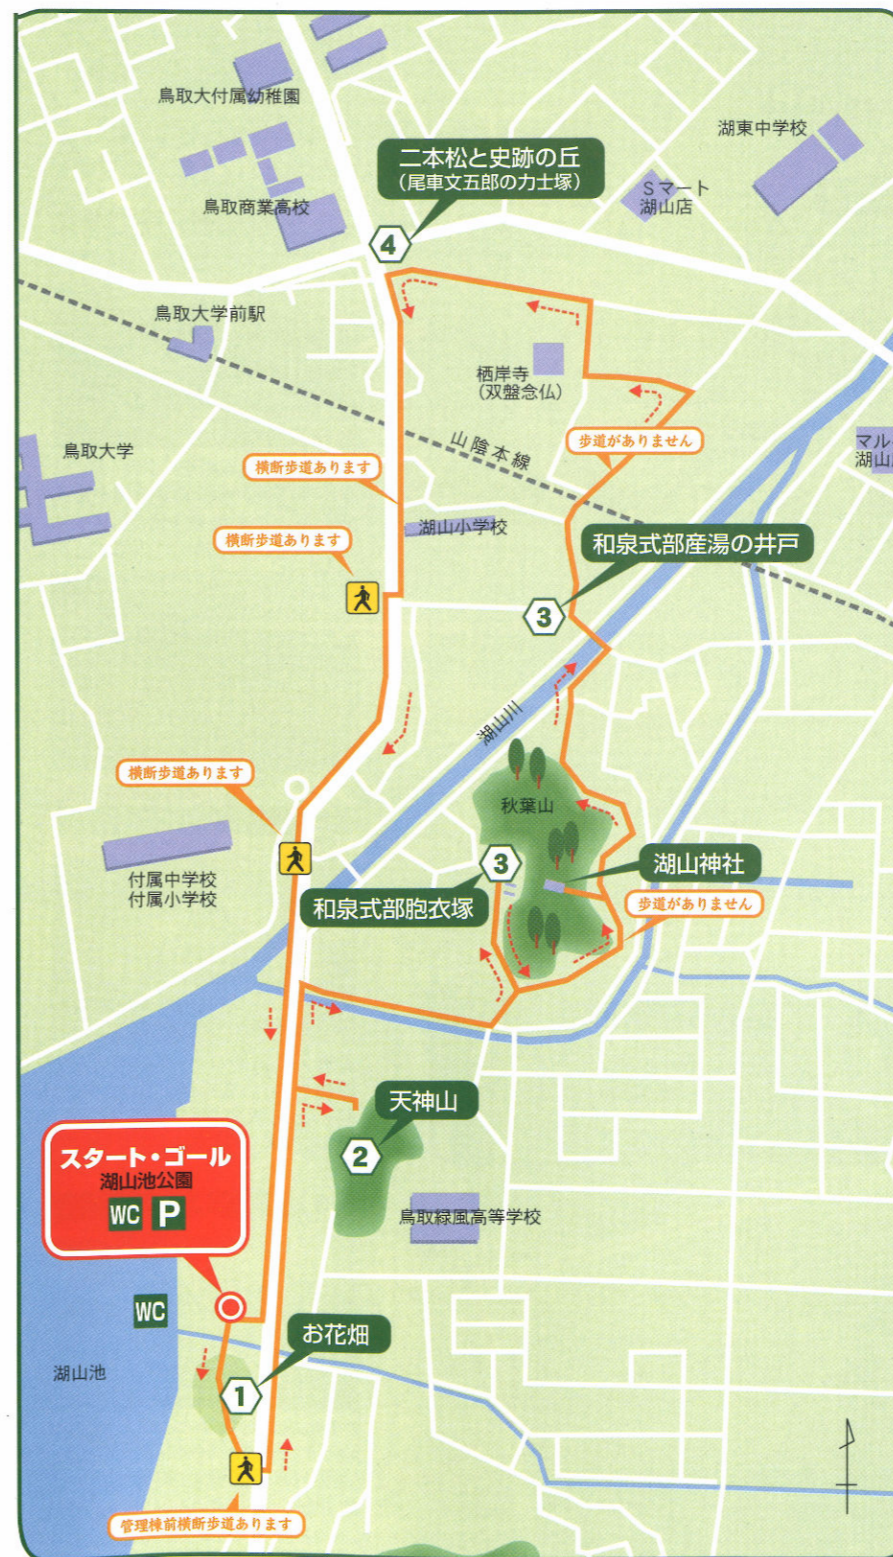 鳥取大付属幼稚園
湖東中学校
二本松と史跡の丘
（尾車文五郎の力士塚）
Ｓマート
湖山店
鳥取商業高校
4
鳥取大学前駅
栖岸寺
（双盤念仏）
山陰本線
歩道がありません
マル
湖山
鳥取大学
横断歩道あります
湖山小学校
横断歩道あります
和泉式部産湯の井戸
3
湖山川
横断歩道あります
秋葉山
3
湖山神社
付属中学校
付属小学校
和泉式部胞衣塚
歩道がありません
天神山
2
スタート・ゴール
湖山池公園
WC P
鳥取緑風高等学校
WC
お花畑
湖山池
1
管理棟前横断歩道あります